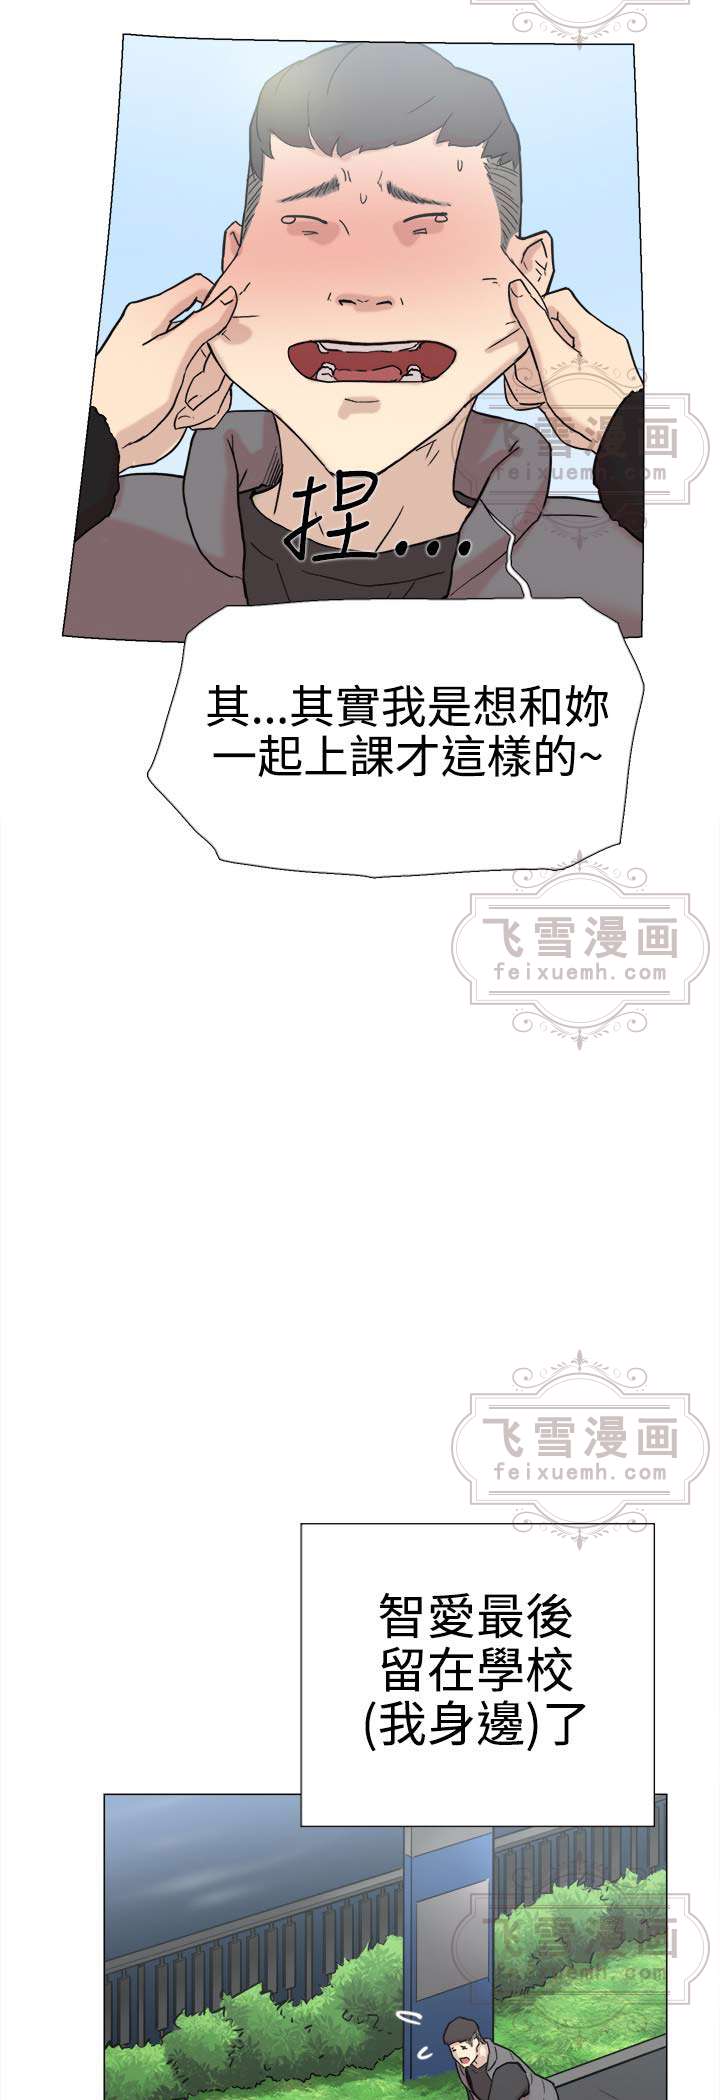 飞雪漫画
feixuemh.com
捏...
其...其實我是想和妳
一起上課才這樣的~
飞雪漫画
feixuemh.com
飞雪漫画
feixuemh.com
智愛最後
留在學校
(我身邊)了
飞雪漫画
feixuemh.com